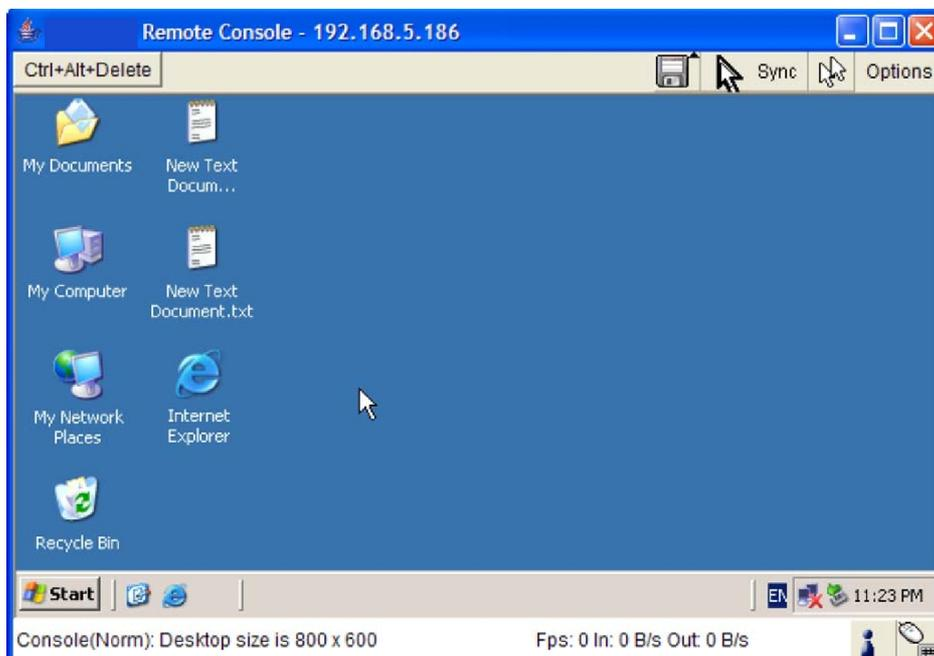 Remote Console - 192.168.5.186
Ctrl+Alt+Delete
Sync
Options
My Documents
New Text
Docum...
My Computer
New Text
Document.txt
My Network
Places
Internet
Explorer
Recycle Bin
Start
EN
11:23 PM
Console(Norm): Desktop size is 800 x 600
Fps: 0 In: 0 B/s Out: 0 B/s